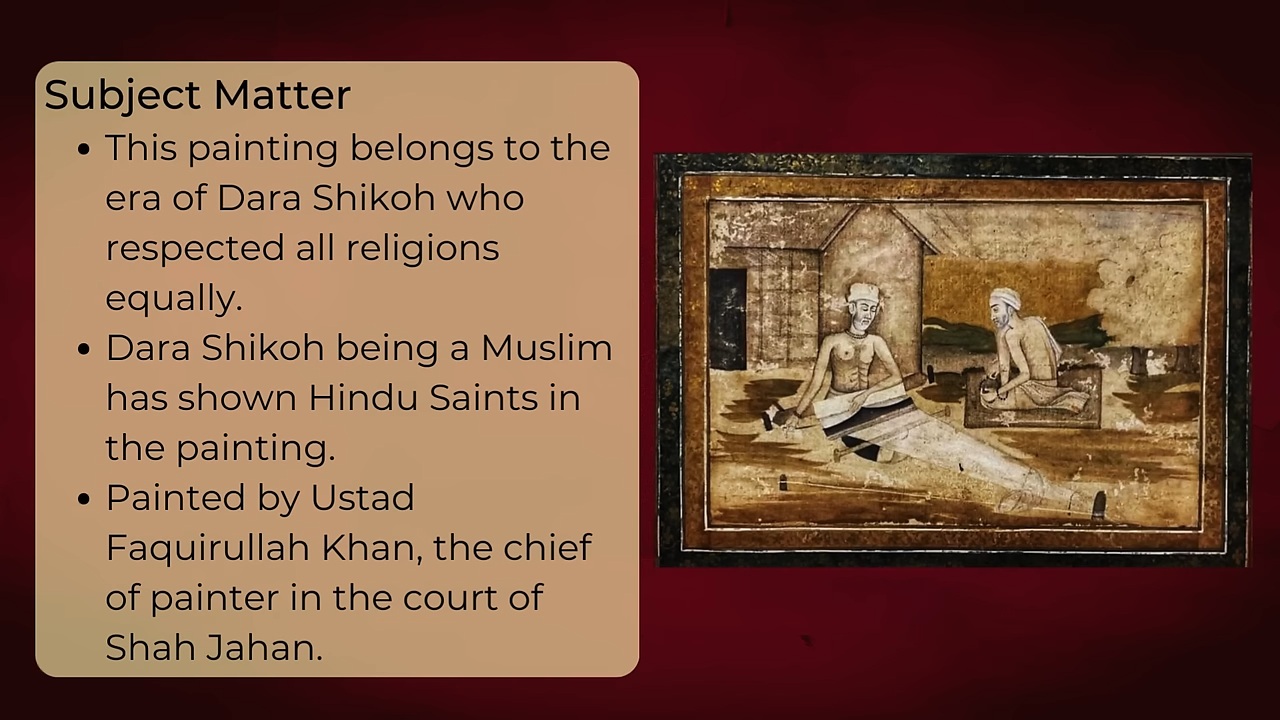 Subject Matter
• This painting belongs to the
era of Dara Shikoh who
respected all religions
equally.
• Dara Shikoh being a Muslim
has shown Hindu Saints in
the painting.
• Painted by Ustad
Faquirullah Khan, the chief
of painter in the court of
Shah Jahan.